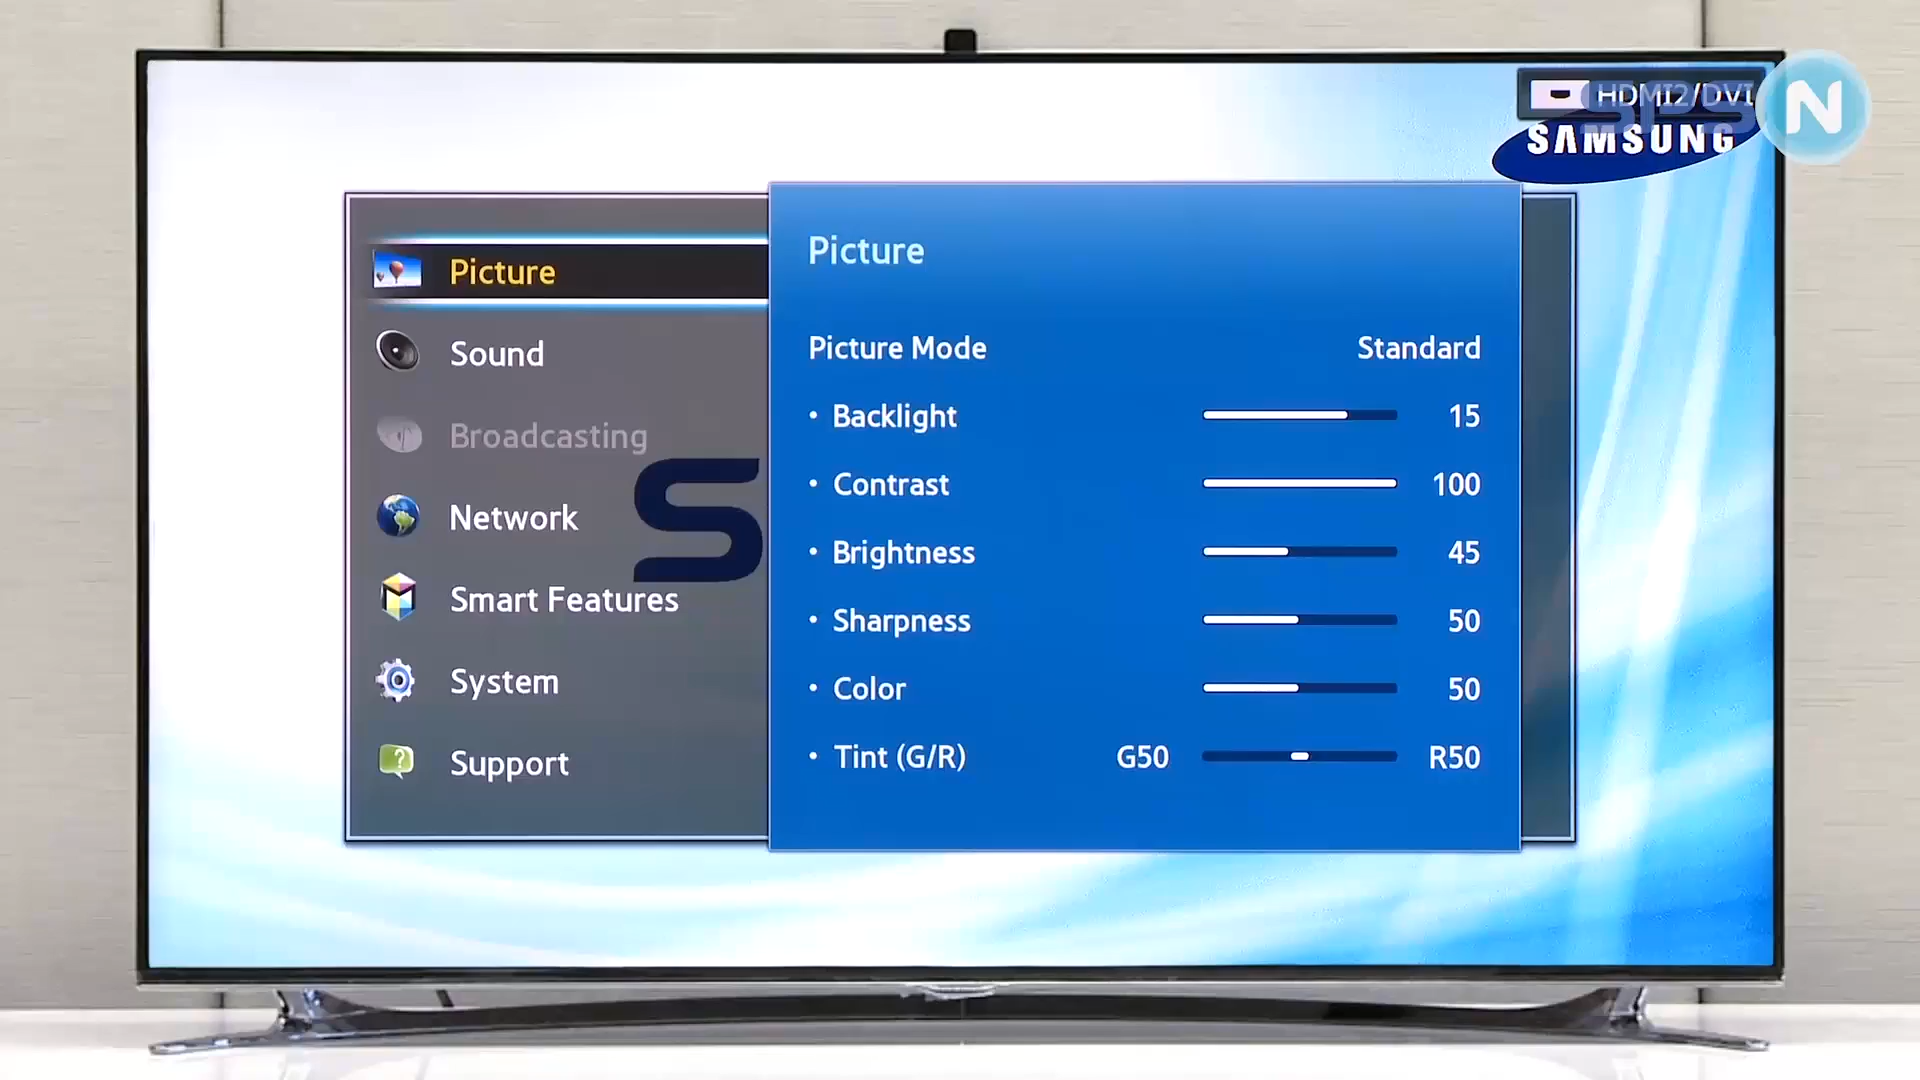 HDMI2/DVI
SPSN
SAMSUNG
Picture
Sound
Broadcasting
Network
Smart Features
System
Support
S
Picture
Picture Mode Standard
• Backlight 15
• Contrast 100
• Brightness 45
• Sharpness 50
• Color 50
• Tint (G/R) G50 R50